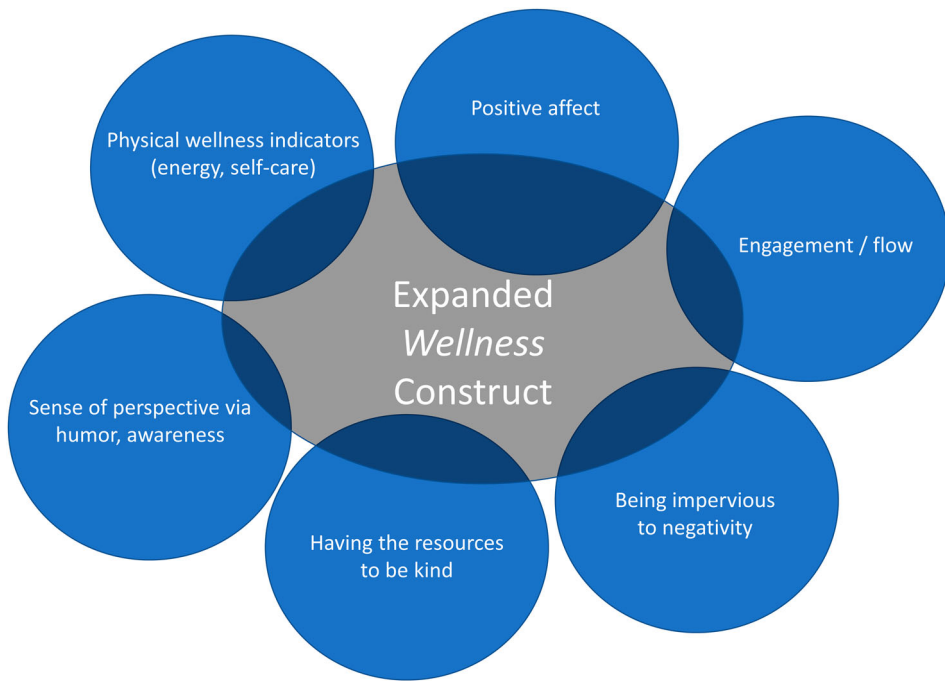 Physical wellness indicators
(energy, self-care)
Positive affect
Engagement / flow
Expanded
Wellness
Construct
Sense of perspective via
humor, awareness
Having the resources
to be kind
Being impervious
to negativity